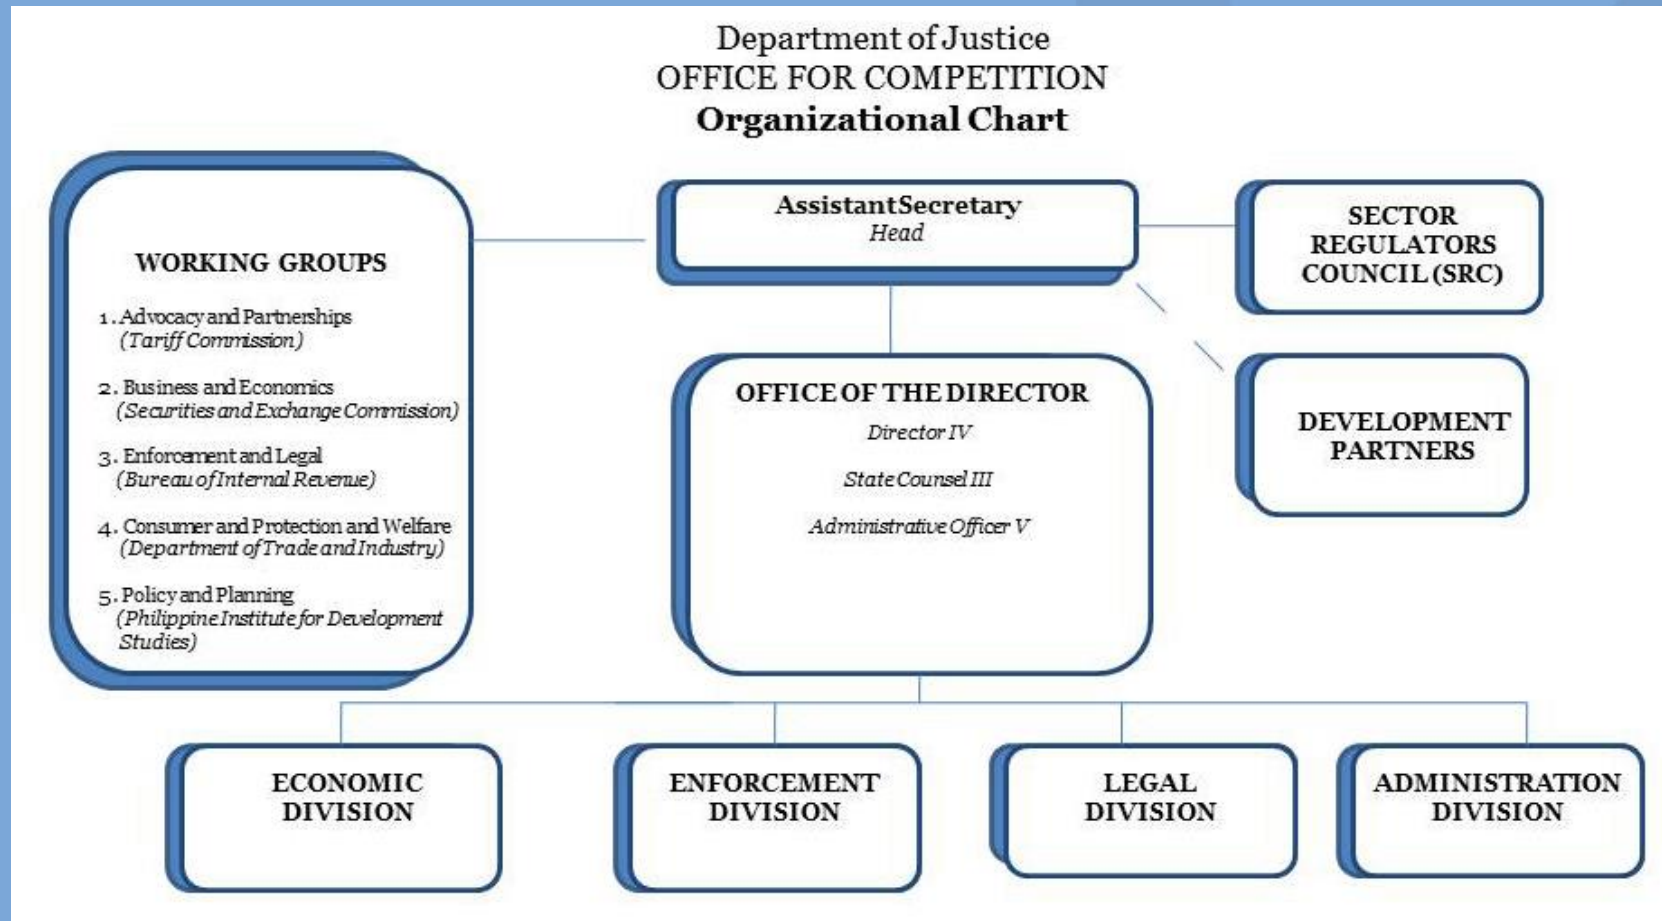 Department of Justice
OFFICE FOR COMPETITION
Organizational Chart
WORKING GROUPS
1. Advocacy and Partnerships
(Tariff Commission)
2. Business and Economics
(Securities and Exchange Commission)
3. Enforcement and Legal
(Bureau of Internal Revenue)
4. Consumer and Protection and Welfare
(Department of Trade and Industry)
5. Policy and Planning
(Philippine Institute for Development
Studies)
Assistant Secretary
Head
SECTOR
REGULATORS
COUNCIL (SRC)
OFFICE OF THE DIRECTOR
Director IV
State Counsel III
Administrative Officer V
DEVELOPMENT
PARTNERS
ECONOMIC
DIVISION
ENFORCEMENT
DIVISION
LEGAL
DIVISION
ADMINISTRATION
DIVISION